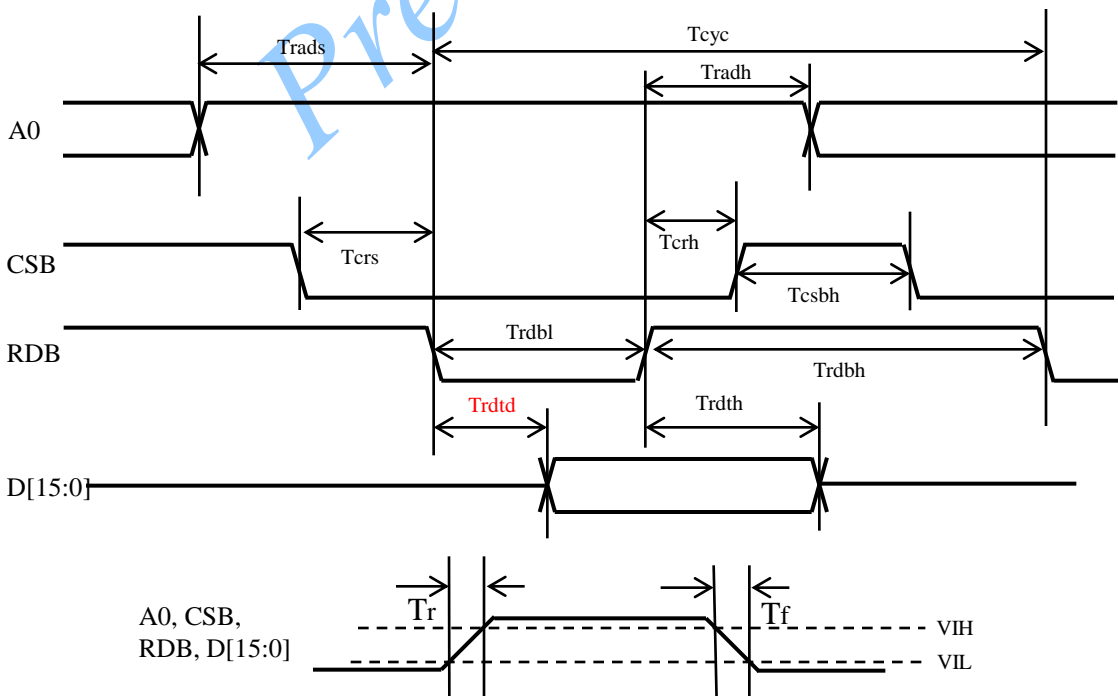 Pre
Trads
Tcyc
Tradh
A0
Tcrs
Tcrh
CSB
Tcsbh
Trdbl
RDB
Trdbh
Trdtd
Trdth
D[15:0]
A0, CSB,
RDB, D[15:0]
Tr
Tf
VIH
VIL